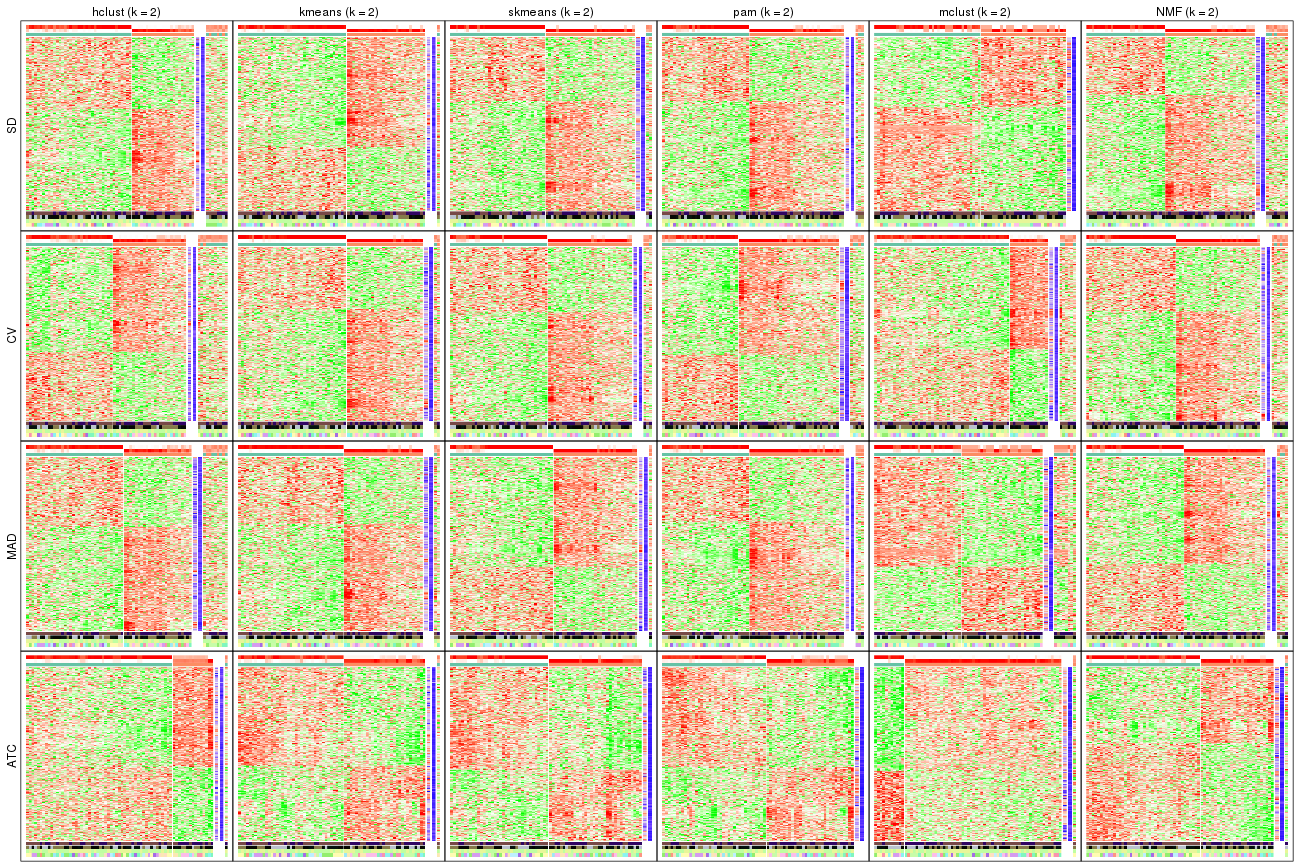 hclust (k = 2)
kmeans (k = 2)
skmeans (k = 2)
pam (k = 2)
mclust (k = 2)
NMF (k = 2)
SD
CV
MAD
ATC